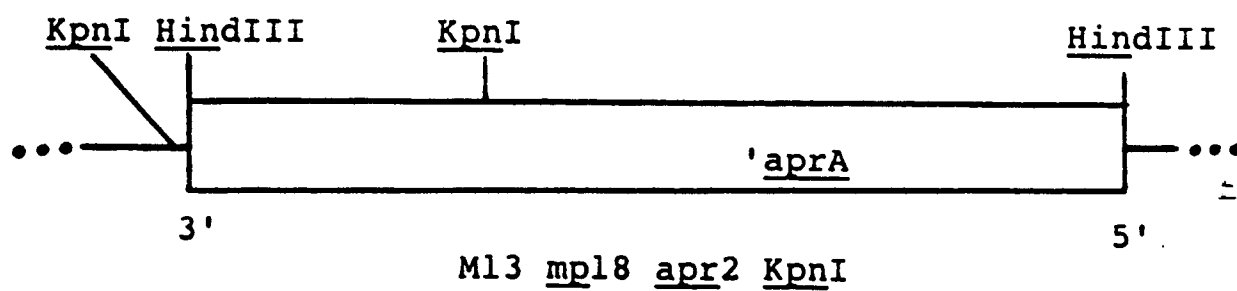 KpnI HindIII KpnI HindIII
'aprA
3' 5'
M13 mp18 apr2 KpnI